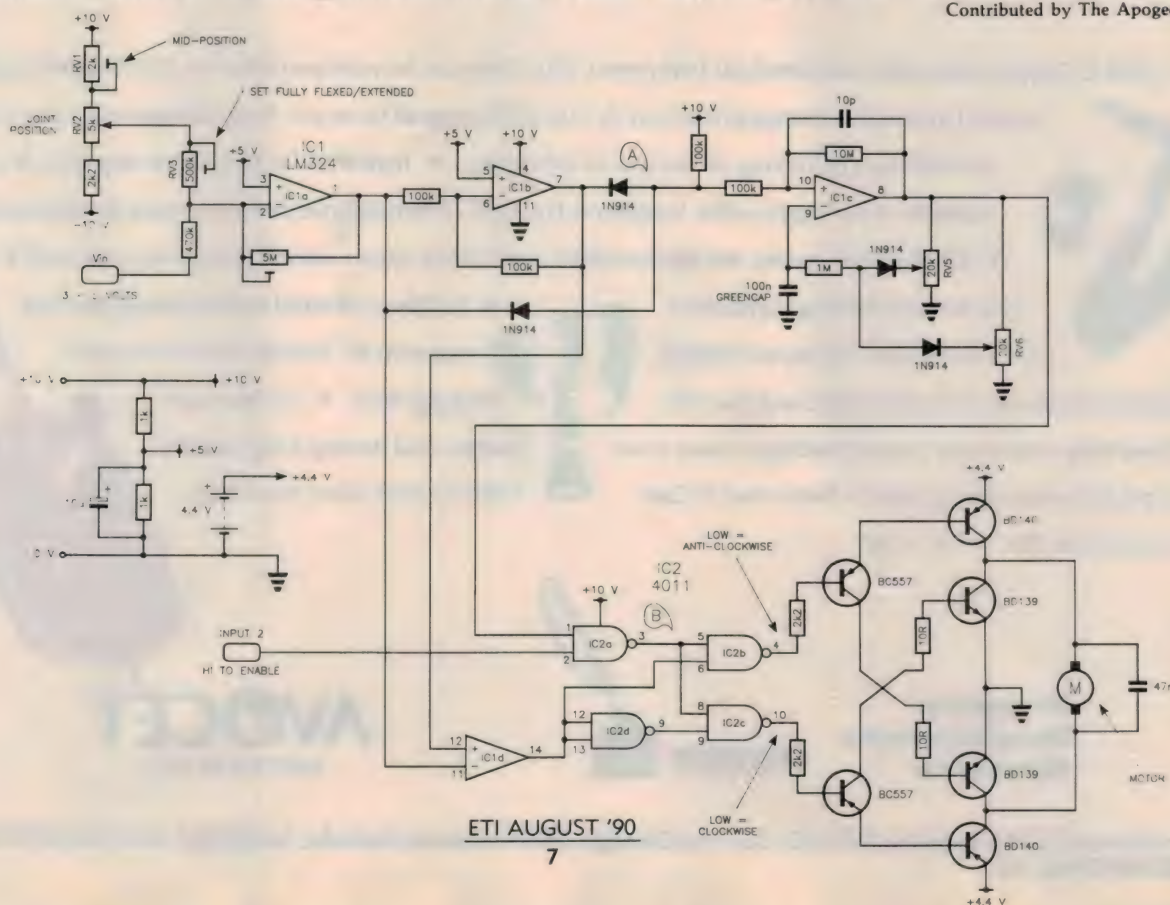 Contributed by The Apogee
+10 V
MID-POSITION
RV1
2k
SET FULLY FLEXED/EXTENDED
JOINT
POSITION
RV2
5k
RV3
500k
2k2
+5 V
IC1
LM324
3
2
IC1a
1
470k
Vin
5M
100k
+5 V
+10 V
5
4
6
11
IC1b
7
100k
A
1N914
1N914
+10 V
100k
100k
10p
10M
10
9
IC1c
8
1M
1N914
100n
GREENCAP
20k
RV5
1N914
20k
RV6
+10 V
1k
+5 V
1k
+4.4 V
4.4 V
INPUT 2
HI TO ENABLE
+10 V
IC2
4011
B
1
2
IC2a
3
LOW =
ANTI-CLOCKWISE
5
6
IC2b
4
2k2
BC557
12
11
IC1d
14
12
13
IC2d
9
8
9
IC2c
10
2k2
BC557
LOW =
CLOCKWISE
+4.4 V
BD140
BD139
10R
10R
BD139
BD140
+4.4 V
M
MOTOR
ETI AUGUST '90
7